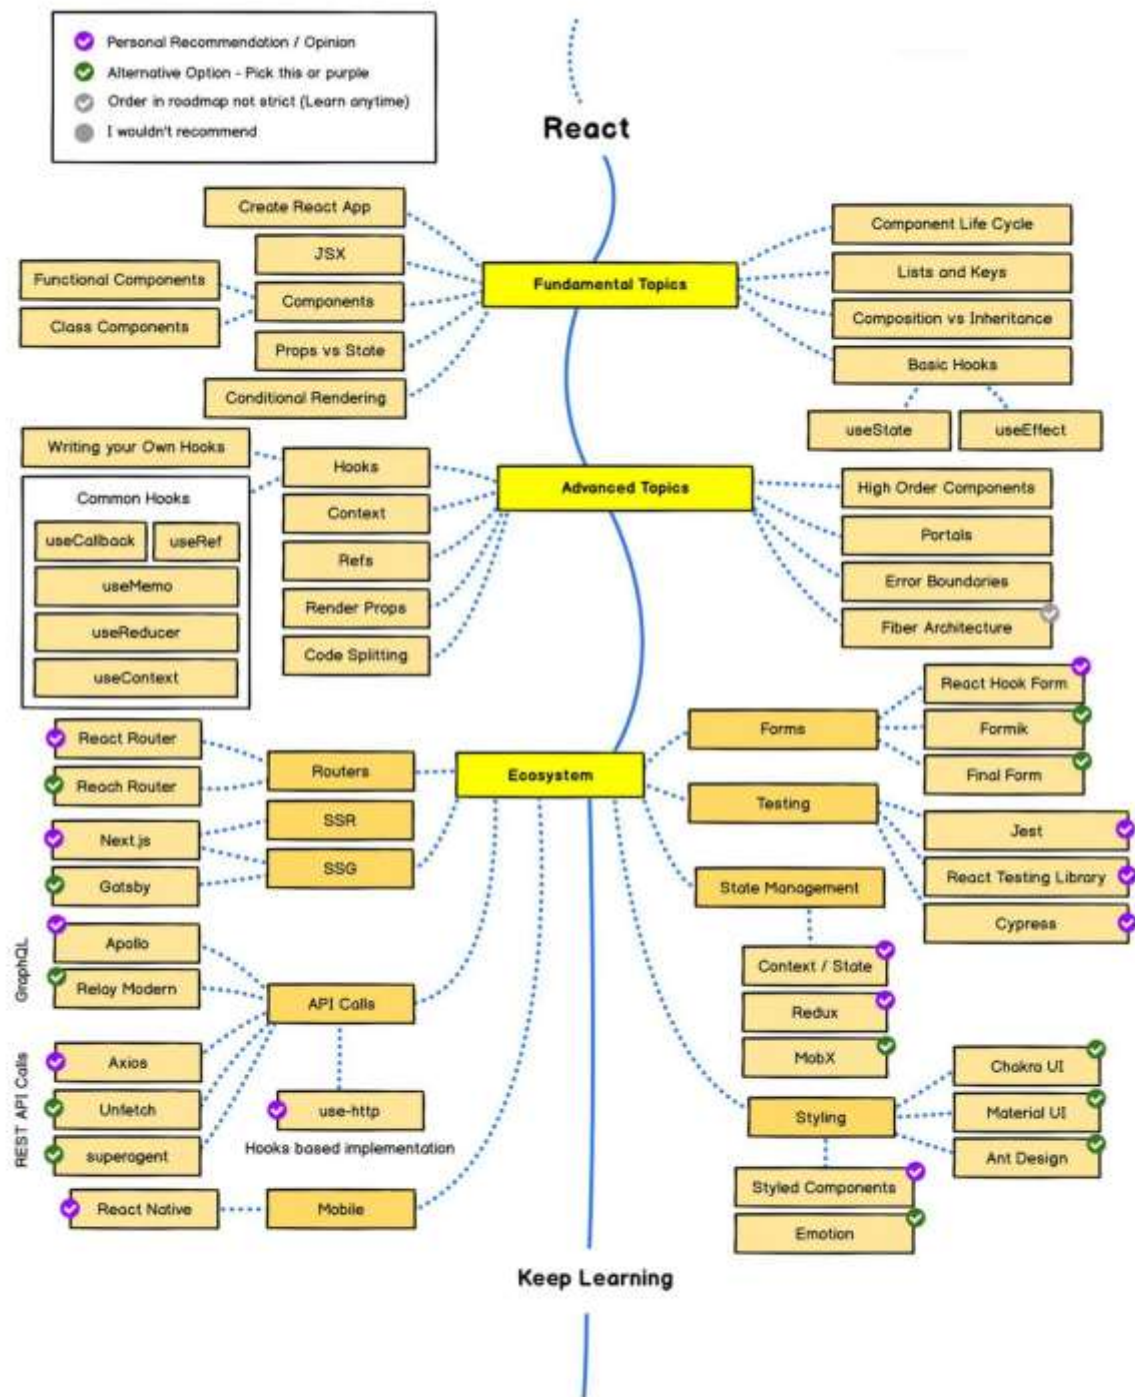 Personal Recommendation / Opinion
Alternative Option - Pick this or purple
Order in roadmap not strict (Learn anytime)
I wouldn't recommend
React
Fundamental Topics
Create React App
JSX
Components
Functional Components
Class Components
Props vs State
Conditional Rendering
Component Life Cycle
Lists and Keys
Composition vs Inheritance
Basic Hooks
useState
useEffect
Advanced Topics
Hooks
Writing your Own Hooks
Common Hooks
useCallback
useRef
useMemo
useReducer
useContext
Context
Refs
Render Props
Code Splitting
High Order Components
Portals
Error Boundaries
Fiber Architecture
Ecosystem
Routers
React Router
Reach Router
SSR
SSG
Next.js
Gatsby
API Calls
GraphQL
Apollo
Relay Modern
REST API Calls
Axios
Unfetch
superagent
use-http
Hooks based implementation
Mobile
React Native
Forms
React Hook Form
Formik
Final Form
Testing
Jest
React Testing Library
Cypress
State Management
Context / State
Redux
MobX
Styling
Chakra UI
Material UI
Ant Design
Styled Components
Emotion
Keep Learning